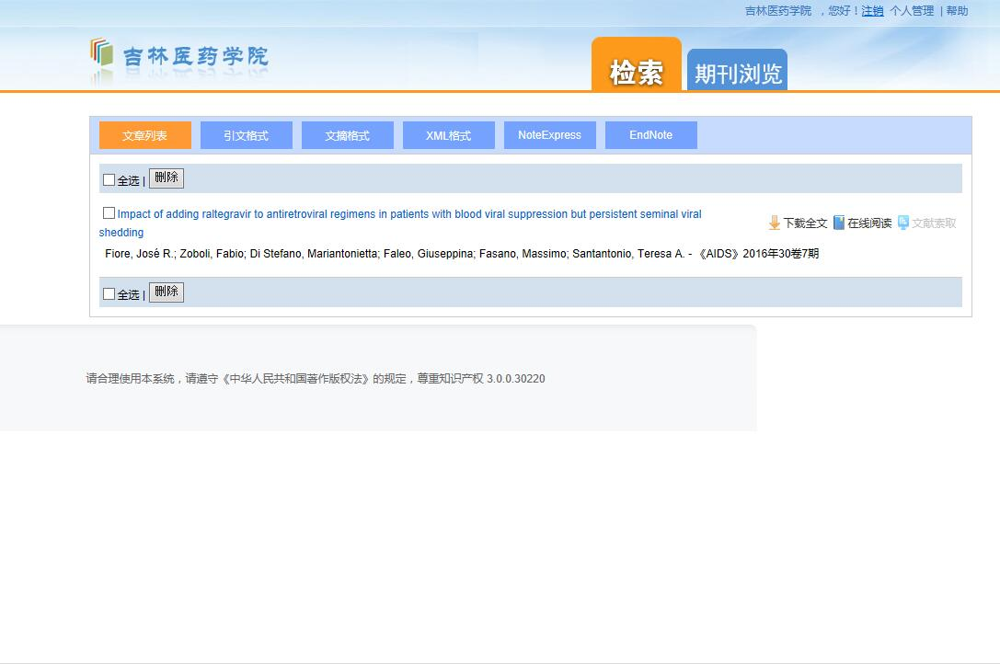 吉林医药学院 ，您好！注销 个人管理 | 帮助
吉林医药学院
检索
期刊浏览
文章列表 引文格式 文摘格式 XML格式 NoteExpress EndNote
全选 | 删除
Impact of adding raltegravir to antiretroviral regimens in patients with blood viral suppression but persistent seminal viral
shedding
下载全文 在线阅读 文献索取
Fiore, José R.; Zoboli, Fabio; Di Stefano, Mariantonietta; Faleo, Giuseppina; Fasano, Massimo; Santantonio, Teresa A. - 《AIDS》2016年30卷7期
全选 | 删除
请合理使用本系统，请遵守《中华人民共和国著作版权法》的规定，尊重知识产权 3.0.0.30220